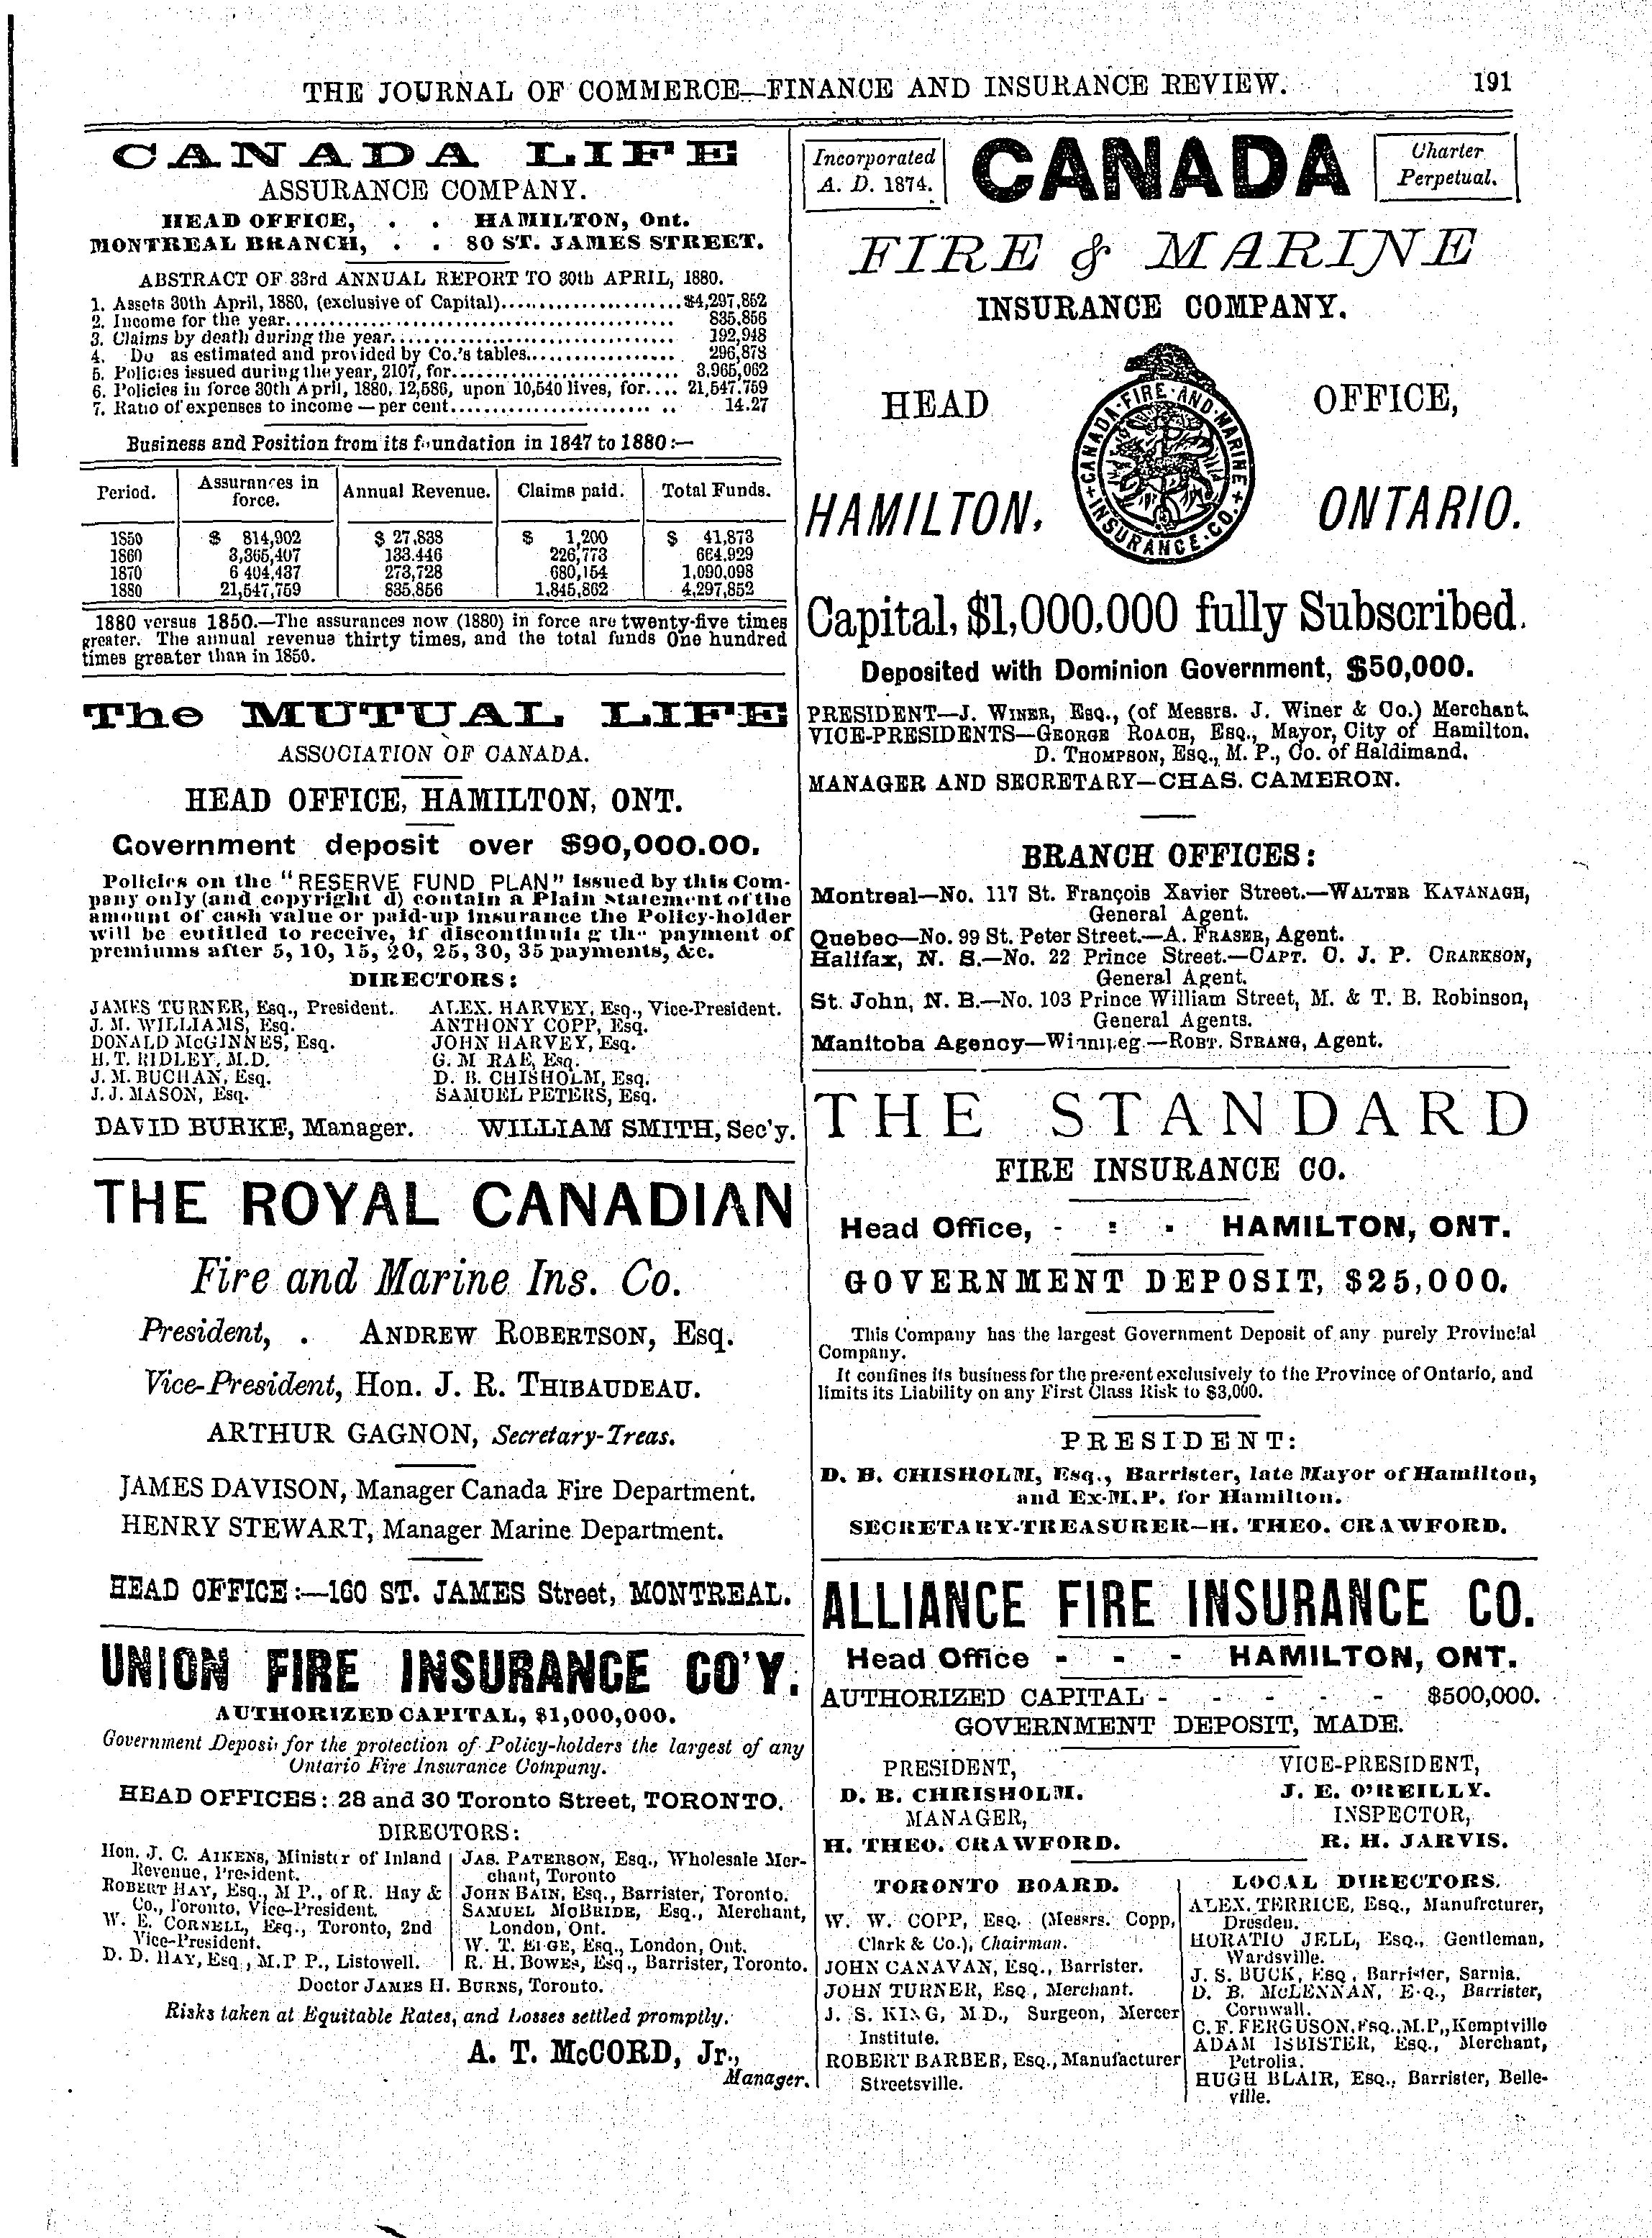 THE JOURNAL OF COMMERCE—FINANCE AND INSURANCE REVIEW. 191
CANADA LIFE
ASSURANCE COMPANY.
HEAD OFFICE, . . HAMILTON, Ont.
MONTREAL BRANCH, . . 80 ST. JAMES STREET.
ABSTRACT OF 33rd ANNUAL REPORT TO 30th APRIL, 1880.
1. Assets 30th April, 1880, (exclusive of Capital)..................$4,297,852
2. Income for the year.................. 835.856
3. Claims by death during the year.................. 192,948
4. Do as estimated and provided by Co.'s tables.................. 296,878
5. Policies issued during the year, 2107, for.................. 3.965,062
6. Policies in force 30th April, 1880, 12,586, upon 10,540 lives, for.... 21,547.759
7. Ratio of expenses to income—per cent.................. 14.27
Business and Position from its foundation in 1847 to 1880:—
Period. Assurances in force. Annual Revenue. Claims paid. Total Funds.
1850 $ 814,902 $ 27,838 $ 1,200 $ 41,873
1860 3,365,407 133.446 226,773 664.929
1870 6 404,437 273,728 680,154 1,090,098
1880 21,547,759 835.856 1,845,862 4,297,852
1880 versus 1850.—The assurances now (1880) in force are twenty-five times
greater. The annual revenue thirty times, and the total funds One hundred
times greater than in 1850.
The MUTUAL LIFE
ASSOCIATION OF CANADA.
HEAD OFFICE, HAMILTON, ONT.
Government deposit over $90,000.00.
Policies on the "RESERVE FUND PLAN" issued by this Com-
pany only (and copyright d) contain a Plain statement of the
amount of cash value or paid-up insurance the Policy-holder
will be entitled to receive, if discontinuing the payment of
premiums after 5, 10, 15, 20, 25, 30, 35 payments, &c.
DIRECTORS:
JAMES TURNER, Esq., President. ALEX. HARVEY, Esq., Vice-President.
J. M. WILLIAMS, Esq. ANTHONY COPP, Esq.
DONALD McGINNES, Esq. JOHN HARVEY, Esq.
H. T. RIDLEY, M.D. G. M RAE, Esq.
J. M. BUCHAN, Esq. D. B. CHISHOLM, Esq.
J. J. MASON, Esq. SAMUEL PETERS, Esq.
DAVID BURKE, Manager. WILLIAM SMITH, Sec'y.
THE ROYAL CANADIAN
Fire and Marine Ins. Co.
President, . ANDREW ROBERTSON, Esq.
Vice-President, Hon. J. R. THIBAUDEAU.
ARTHUR GAGNON, Secretary-Treas.
JAMES DAVISON, Manager Canada Fire Department.
HENRY STEWART, Manager Marine Department.
HEAD OFFICE:—160 ST. JAMES Street, MONTREAL.
UNION FIRE INSURANCE CO'Y.
AUTHORIZED CAPITAL, $1,000,000.
Government Deposit for the protection of Policy-holders the largest of any
Ontario Fire Insurance Company.
HEAD OFFICES: 28 and 30 Toronto Street, TORONTO.
DIRECTORS:
Hon. J. C. AIKENS, Minister of Inland
Revenue, President.
ROBERT HAY, Esq., M P., of R. Hay &
Co., Toronto, Vice-President.
W. E. CORNELL, Esq., Toronto, 2nd
Vice-President.
D. D. HAY, Esq , M.P P., Listowell.
JAS. PATERSON, Esq., Wholesale Mer-
chant, Toronto
JOHN BAIN, Esq., Barrister, Toronto.
SAMUEL MCBRIDE, Esq., Merchant,
London, Ont.
W. T. EDGE, Esq., London, Ont.
R. H. BOWES, Esq., Barrister, Toronto.
Doctor JAMES H. BURNS, Toronto.
Risks taken at Equitable Rates, and Losses settled promptly.
A. T. McCORD, Jr.,
Manager.
Incorporated
A. D. 1874.
CANADA
Charter
Perpetual.
FIRE & MARINE
INSURANCE COMPANY.
HEAD OFFICE,
CANADA·FIRE·AND·MARINE
INSURANCE·CO.
HAMILTON, ONTARIO.
Capital, $1,000,000 fully Subscribed.
Deposited with Dominion Government, $50,000.
PRESIDENT—J. WINER, ESQ., (of Messrs. J. Winer & Co.) Merchant.
VICE-PRESIDENTS—GEORGE ROACH, ESQ., Mayor, City of Hamilton.
D. THOMPSON, ESQ., M. P., Co. of Haldimand.
MANAGER AND SECRETARY—CHAS. CAMERON.
BRANCH OFFICES:
Montreal—No. 117 St. François Xavier Street.—WALTER KAVANAGH,
General Agent.
Quebec—No. 99 St. Peter Street.—A. FRASER, Agent.
Halifax, N. S.—No. 22 Prince Street.—CAPT. C. J. P. CRARKSON,
General Agent.
St. John, N. B.—No. 103 Prince William Street, M. & T. B. Robinson,
General Agents.
Manitoba Agency—Winnipeg.—ROBT. STRANG, Agent.
THE STANDARD
FIRE INSURANCE CO.
Head Office, - : - HAMILTON, ONT.
GOVERNMENT DEPOSIT, $25,000.
This Company has the largest Government Deposit of any purely Provincial
Company.
It confines its business for the present exclusively to the Province of Ontario, and
limits its Liability on any First Class Risk to $3,000.
PRESIDENT:
D. B. CHISHOLM, Esq., Barrister, late Mayor of Hamilton,
and Ex-M.P. for Hamilton.
SECRETARY-TREASURER—H. THEO. CRAWFORD.
ALLIANCE FIRE INSURANCE CO.
Head Office - - - HAMILTON, ONT.
AUTHORIZED CAPITAL - - - - - $500,000.
GOVERNMENT DEPOSIT, MADE.
PRESIDENT, VICE-PRESIDENT,
D. B. CHRISHOLM. J. E. O'REILLY.
MANAGER, INSPECTOR,
H. THEO. CRAWFORD. R. H. JARVIS.
TORONTO BOARD.
W. W. COPP, ESQ. (Messrs. Copp,
Clark & Co.), Chairman.
JOHN CANAVAN, ESQ., Barrister.
JOHN TURNER, ESQ , Merchant.
J. S. KING, M.D., Surgeon, Mercer
Institute.
ROBERT BARBER, ESQ., Manufacturer
Streetsville.
LOCAL DIRECTORS.
ALEX. TERRICE, ESQ., Manufrcturer,
Dresden.
HORATIO JELL, ESQ., Gentleman,
Wardsville.
J. S. BUCK, ESQ , Barrister, Sarnia.
D. B. MCLENNAN, E-Q., Barrister,
Cornwall.
C. F. FERGUSON, ESQ., M.P., Kemptville
ADAM ISBISTER, ESQ., Merchant,
Petrolia.
HUGH BLAIR, ESQ., Barrister, Belle-
ville.